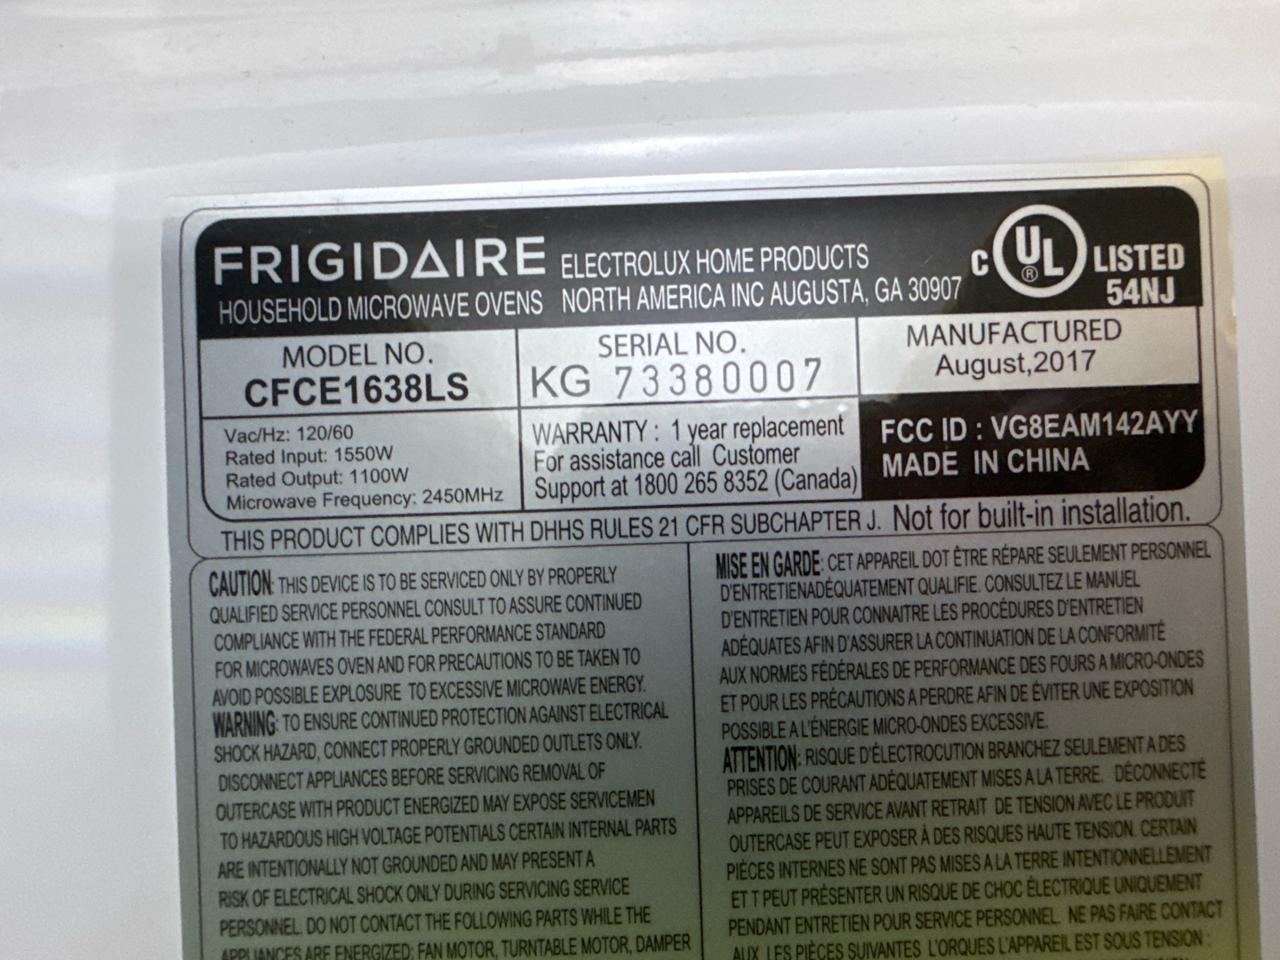 FRIGIDAIRE ELECTROLUX HOME PRODUCTS
HOUSEHOLD MICROWAVE OVENS NORTH AMERICA INC AUGUSTA, GA 30907
C UL ® LISTED
54NJ
MODEL NO.
CFCE1638LS
SERIAL NO.
KG 73380007
MANUFACTURED
August,2017
Vac/Hz: 120/60
Rated Input: 1550W
Rated Output: 1100W
Microwave Frequency: 2450MHz
WARRANTY : 1 year replacement
For assistance call Customer
Support at 1800 265 8352 (Canada)
FCC ID : VG8EAM142AYY
MADE IN CHINA
THIS PRODUCT COMPLIES WITH DHHS RULES 21 CFR SUBCHAPTER J. Not for built-in installation.
CAUTION: THIS DEVICE IS TO BE SERVICED ONLY BY PROPERLY
QUALIFIED SERVICE PERSONNEL CONSULT TO ASSURE CONTINUED
COMPLIANCE WITH THE FEDERAL PERFORMANCE STANDARD
FOR MICROWAVES OVEN AND FOR PRECAUTIONS TO BE TAKEN TO
AVOID POSSIBLE EXPLOSURE TO EXCESSIVE MICROWAVE ENERGY.
WARNING: TO ENSURE CONTINUED PROTECTION AGAINST ELECTRICAL
SHOCK HAZARD, CONNECT PROPERLY GROUNDED OUTLETS ONLY.
DISCONNECT APPLIANCES BEFORE SERVICING REMOVAL OF
OUTERCASE WITH PRODUCT ENERGIZED MAY EXPOSE SERVICEMEN
TO HAZARDOUS HIGH VOLTAGE POTENTIALS CERTAIN INTERNAL PARTS
ARE INTENTIONALLY NOT GROUNDED AND MAY PRESENT A
RISK OF ELECTRICAL SHOCK ONLY DURING SERVICING SERVICE
PERSONNEL. DO NOT CONTACT THE FOLLOWING PARTS WHILE THE
APPLIANCES ARE ENERGIZED: FAN MOTOR, TURNTABLE MOTOR, DAMPER
MISE EN GARDE: CET APPAREIL DOT ÊTRE RÉPARE SEULEMENT PERSONNEL
D'ENTRETIENADÉQUATEMENT QUALIFIE. CONSULTEZ LE MANUEL
D'ENTRETIEN POUR CONNAITRE LES PROCÉDURES D'ENTRETIEN
ADÉQUATES AFIN D'ASSURER LA CONTINUATION DE LA CONFORMITÉ
AUX NORMES FÉDÉRALES DE PERFORMANCE DES FOURS A MICRO-ONDES
ET POUR LES PRÉCAUTIONS A PERDRE AFIN DE ÉVITER UNE EXPOSITION
POSSIBLE A L'ÉNERGIE MICRO-ONDES EXCESSIVE.
ATTENTION: RISQUE D'ÉLECTROCUTION BRANCHEZ SEULEMENT A DES
PRISES DE COURANT ADÉQUATEMENT MISES A LA TERRE. DÉCONNECTÉ
APPAREILS DE SERVICE AVANT RETRAIT DE TENSION AVEC LE PRODUIT
OUTERCASE PEUT EXPOSER À DES RISQUES HAUTE TENSION. CERTAIN
PIÈCES INTERNES NE SONT PAS MISES A LA TERRE INTENTIONNELLEMENT
ET T PEUT PRÉSENTER UN RISQUE DE CHOC ÉLECTRIQUE UNIQUEMENT
PENDANT ENTRETIEN POUR SERVICE PERSONNEL. NE PAS FAIRE CONTACT
AUX LES PIÈCES SUIVANTES L'ORQUES L'APPAREIL EST SOUS TENSION :